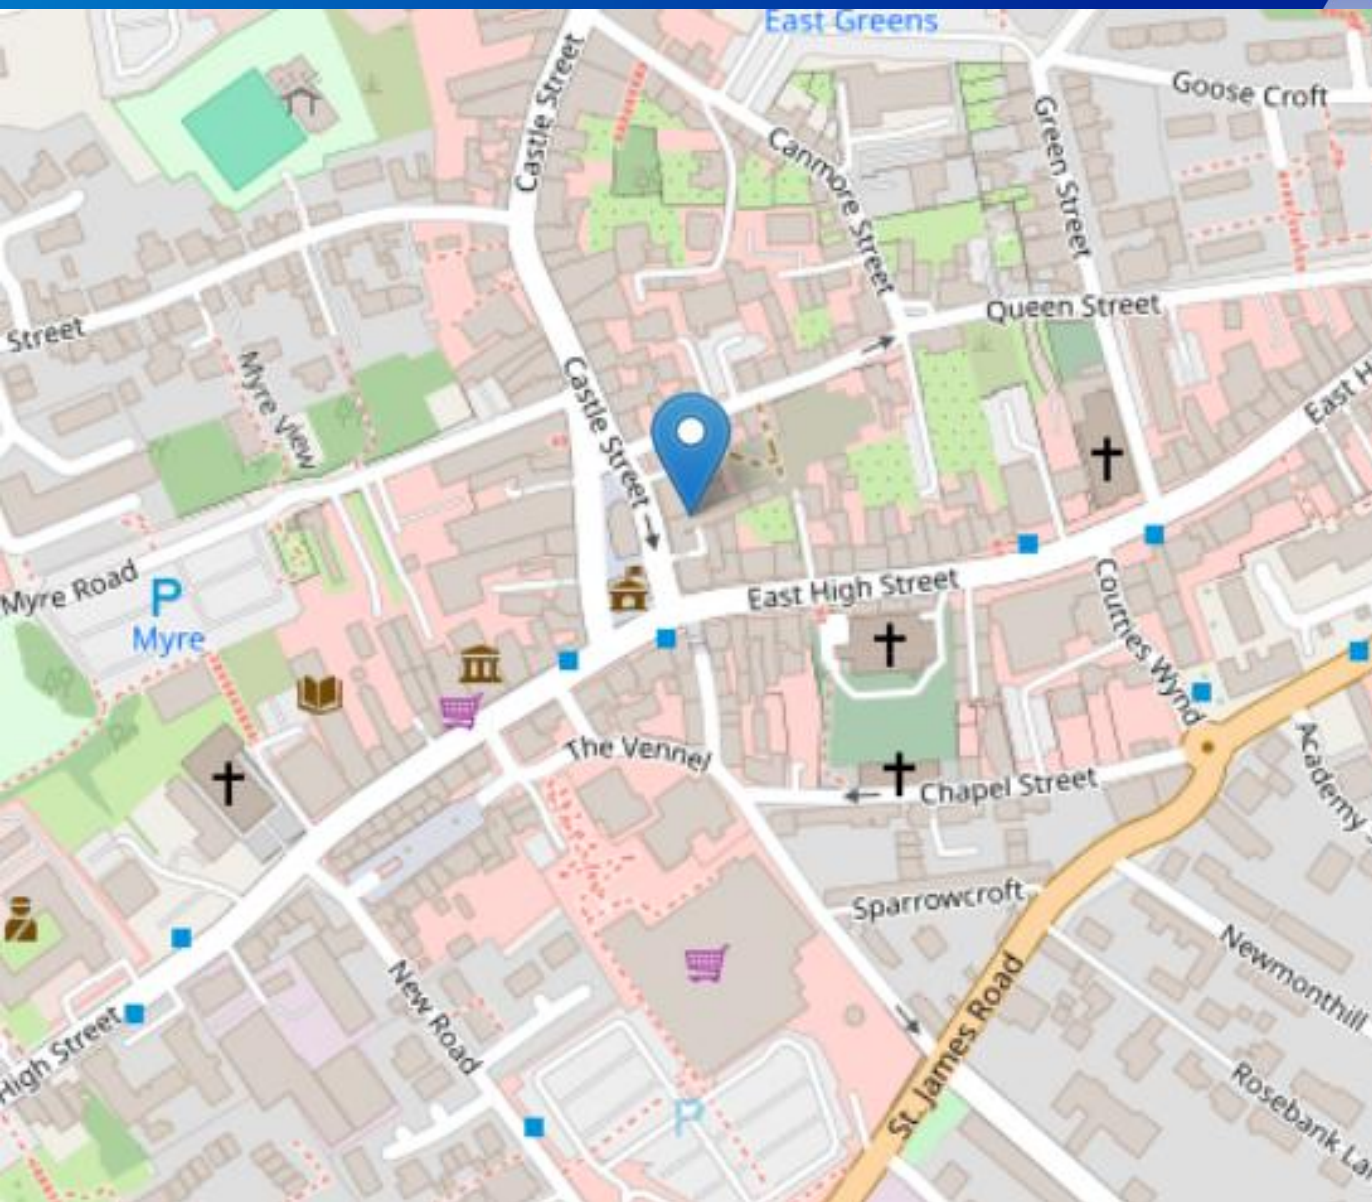 East Greens
Goose Croft
Castle Street
Canmore Street
Green Street
Queen Street
Street
Myre View
Castle Street
East H
Myre Road
P
Myre
East High Street
Coutties Wynd
The Vennel
Chapel Street
Academy
Sparrowcroft
Newmonthill
New Road
High Street
St. James Road
Rosebank La
P